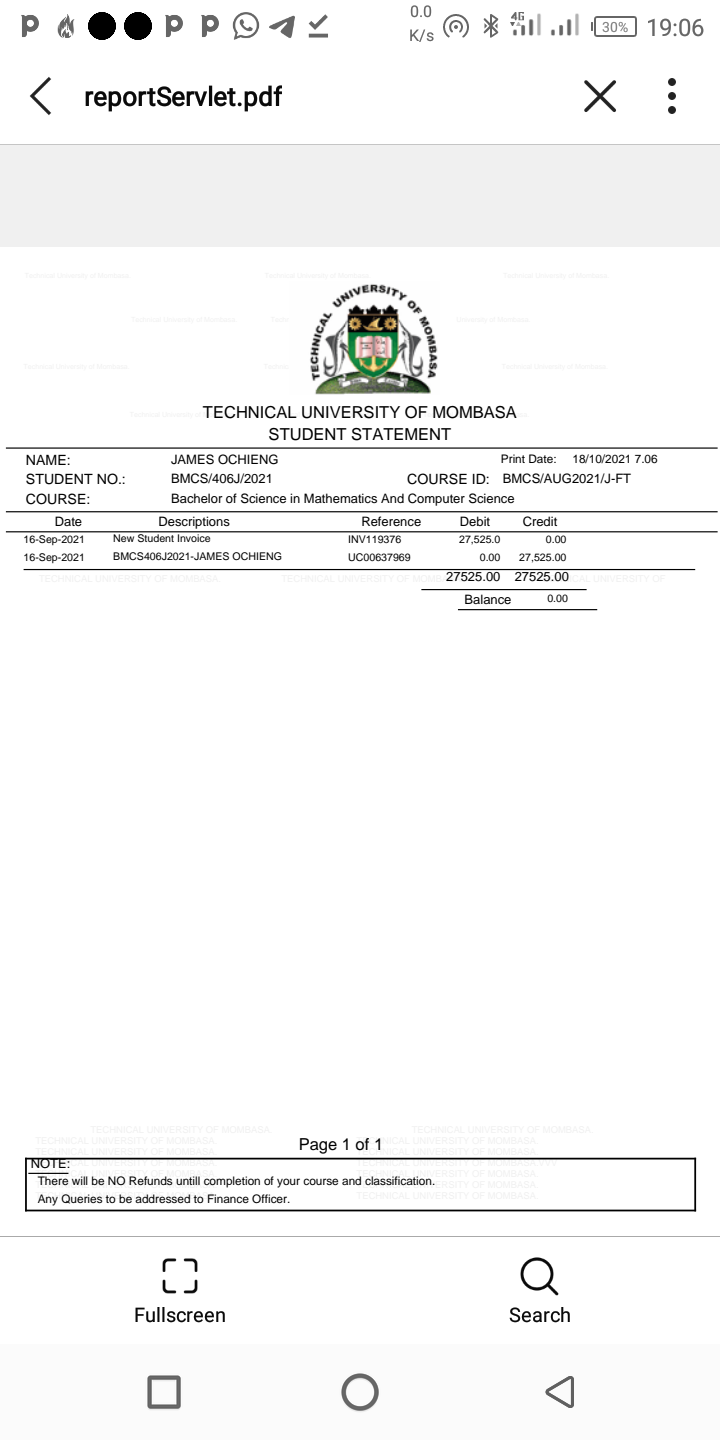 0.0
K/s
4G
30%
19:06
reportServlet.pdf
TECHNICAL UNIVERSITY OF MOMBASA
TECHNICAL UNIVERSITY OF MOMBASA
STUDENT STATEMENT
NAME: JAMES OCHIENG Print Date: 18/10/2021 7.06
STUDENT NO.: BMCS/406J/2021 COURSE ID: BMCS/AUG2021/J-FT
COURSE: Bachelor of Science in Mathematics And Computer Science
Date Descriptions Reference Debit Credit
16-Sep-2021 New Student Invoice INV119376 27,525.0 0.00
16-Sep-2021 BMCS406J2021-JAMES OCHIENG UC00637969 0.00 27,525.00
27525.00 27525.00
Balance 0.00
Page 1 of 1
NOTE:
There will be NO Refunds untill completion of your course and classification.
Any Queries to be addressed to Finance Officer.
Fullscreen Search